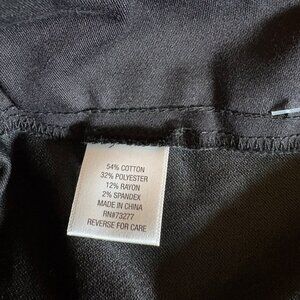 54% COTTON
32% POLYESTER
12% RAYON
2% SPANDEX
MADE IN CHINA
RN#73277
REVERSE FOR CARE